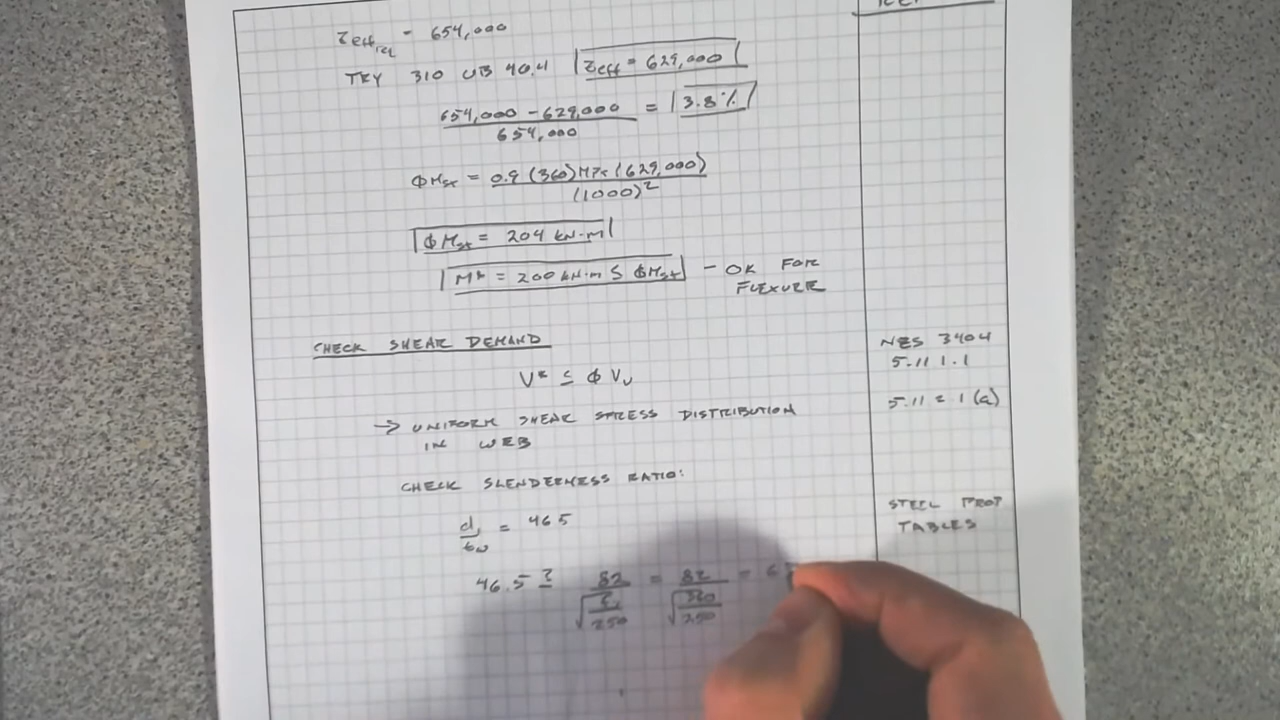 Zeff rq = 654,000
TRY 310 UB 40.4 Zeff = 629,000
654,000 - 629,000 = 3.8%
654,000
ΦMsx = 0.9 (360) MPa (629,000)
(1000)²
ΦMsx = 204 kN·m
M* = 200 kN·m ≤ ΦMsx - OK FOR
FLEXURE
CHECK SHEAR DEMAND
NZS 3404
5.11.1.1
V* ≤ ΦVu
→ UNIFORM SHEAR STRESS DISTRIBUTION
IN WEB
5.11.2.1 (a)
CHECK SLENDERNESS RATIO:
d1 = 46.5
tw
STEEL PROP
TABLES
46.5 ? 82 = 82 = 6
√ 250 √ 250